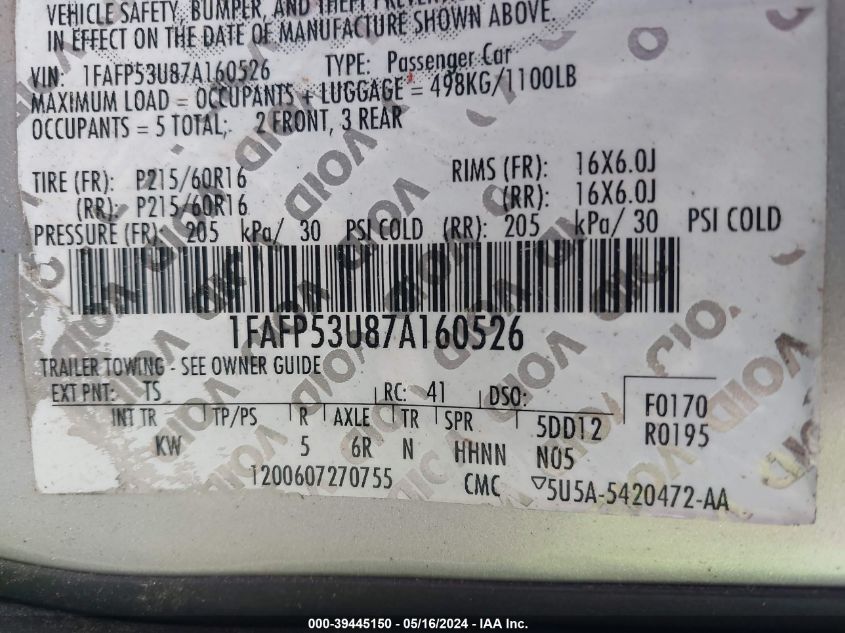 VEHICLE SAFETY, BUMPER, AND THEFT
IN EFFECT ON THE DATE OF MANUFACTURE SHOWN ABOVE.
VIN: 1FAFP53U87A160526 TYPE: Passenger Car
MAXIMUM LOAD = OCCUPANTS + LUGGAGE = 498KG/1100LB
OCCUPANTS = 5 TOTAL; 2 FRONT, 3 REAR
TIRE (FR): P215/60R16 RIMS (FR): 16X6.0J
(RR): P215/60R16 (RR): 16X6.0J
PRESSURE (FR) 205 kPa/ 30 PSI COLD (RR): 205 kPa/ 30 PSI COLD
1FAFP53U87A160526
TRAILER TOWING - SEE OWNER GUIDE
EXT PNT: TS RC: 41 DSO:
INT TR TP/PS R AXLE TR SPR 5DD12 F0170
KW 5 6R N HHNN N05 R0195
1200607270755 CMC ▽5U5A-5420472-AA
000-39445150 - 05/16/2024 - IAA Inc.